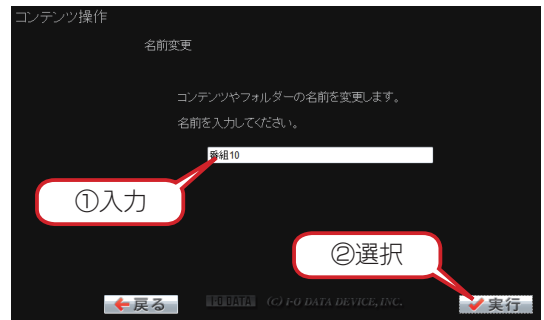 コンテンツ操作
名前変更
コンテンツやフォルダーの名前を変更します。
名前を入力してください。
番組10
①入力
②選択
戻る
I-O DATA (C) I-O DATA DEVICE, INC.
実行